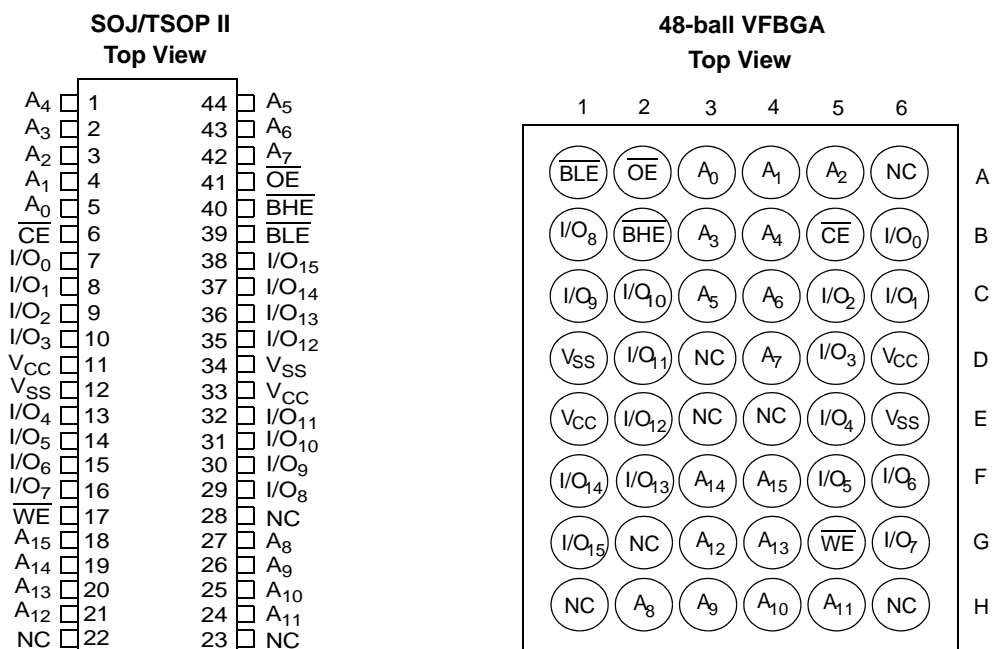 SOJ/TSOP II
Top View
A4 1 44 A5
A3 2 43 A6
A2 3 42 A7
A1 4 41 OE
A0 5 40 BHE
CE 6 39 BLE
I/O0 7 38 I/O15
I/O1 8 37 I/O14
I/O2 9 36 I/O13
I/O3 10 35 I/O12
VCC 11 34 VSS
VSS 12 33 VCC
I/O4 13 32 I/O11
I/O5 14 31 I/O10
I/O6 15 30 I/O9
I/O7 16 29 I/O8
WE 17 28 NC
A15 18 27 A8
A14 19 26 A9
A13 20 25 A10
A12 21 24 A11
NC 22 23 NC
48-ball VFBGA
Top View
1 2 3 4 5 6
BLE OE A0 A1 A2 NC A
I/O8 BHE A3 A4 CE I/O0 B
I/O9 I/O10 A5 A6 I/O2 I/O1 C
VSS I/O11 NC A7 I/O3 VCC D
VCC I/O12 NC NC I/O4 VSS E
I/O14 I/O13 A14 A15 I/O5 I/O6 F
I/O15 NC A12 A13 WE I/O7 G
NC A8 A9 A10 A11 NC H